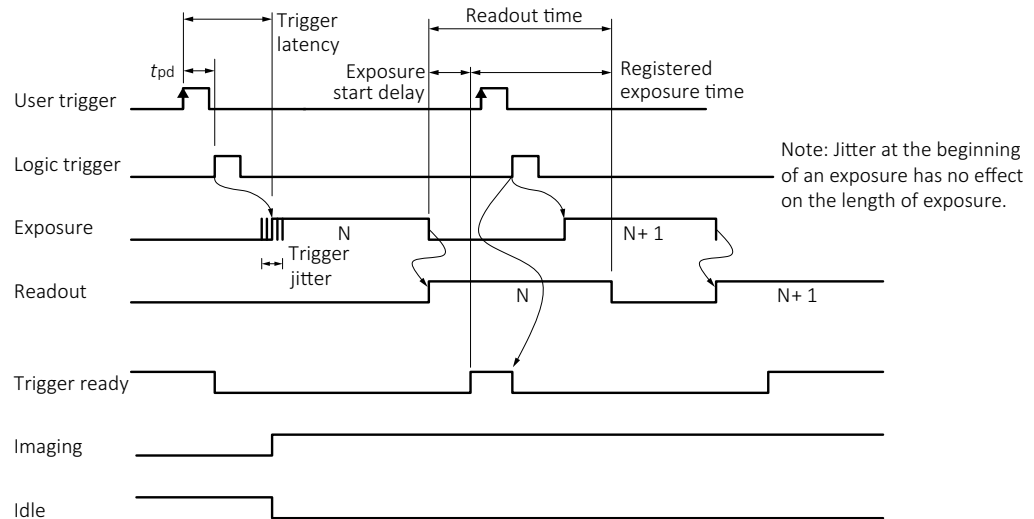 Trigger
latency
Readout time
tpd
Exposure
start delay
Registered
exposure time
User trigger
Logic trigger
Note: Jitter at the beginning
of an exposure has no effect
on the length of exposure.
Exposure
N
N+ 1
Trigger
jitter
Readout
N
N+ 1
Trigger ready
Imaging
Idle